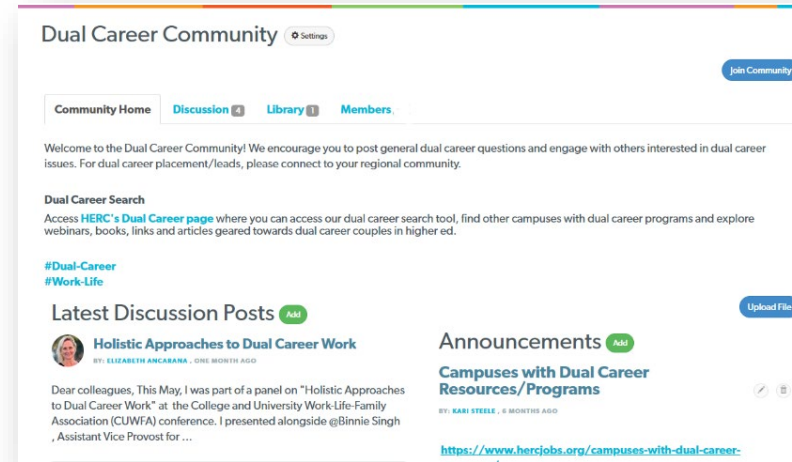 Dual Career Community Settings
Join Community
Community Home Discussion 4 Library 1 Members
Welcome to the Dual Career Community! We encourage you to post general dual career questions and engage with others interested in dual career
issues. For dual career placement/leads, please connect to your regional community.
Dual Career Search
Access HERC's Dual Career page where you can access our dual career search tool, find other campuses with dual career programs and explore
webinars, books, links and articles geared towards dual career couples in higher ed.
#Dual-Career
#Work-Life
Upload File
Latest Discussion Posts Add
Holistic Approaches to Dual Career Work
BY: ELIZABETH ANCARANA , ONE MONTH AGO
Dear colleagues, This May, I was part of a panel on "Holistic Approaches
to Dual Career Work" at the College and University Work-Life-Family
Association (CUWFA) conference. I presented alongside @Binnie Singh
, Assistant Vice Provost for ...
Announcements Add
Campuses with Dual Career
Resources/Programs
BY: KARI STEELE , 6 MONTHS AGO
https://www.hercjobs.org/campuses-with-dual-career-